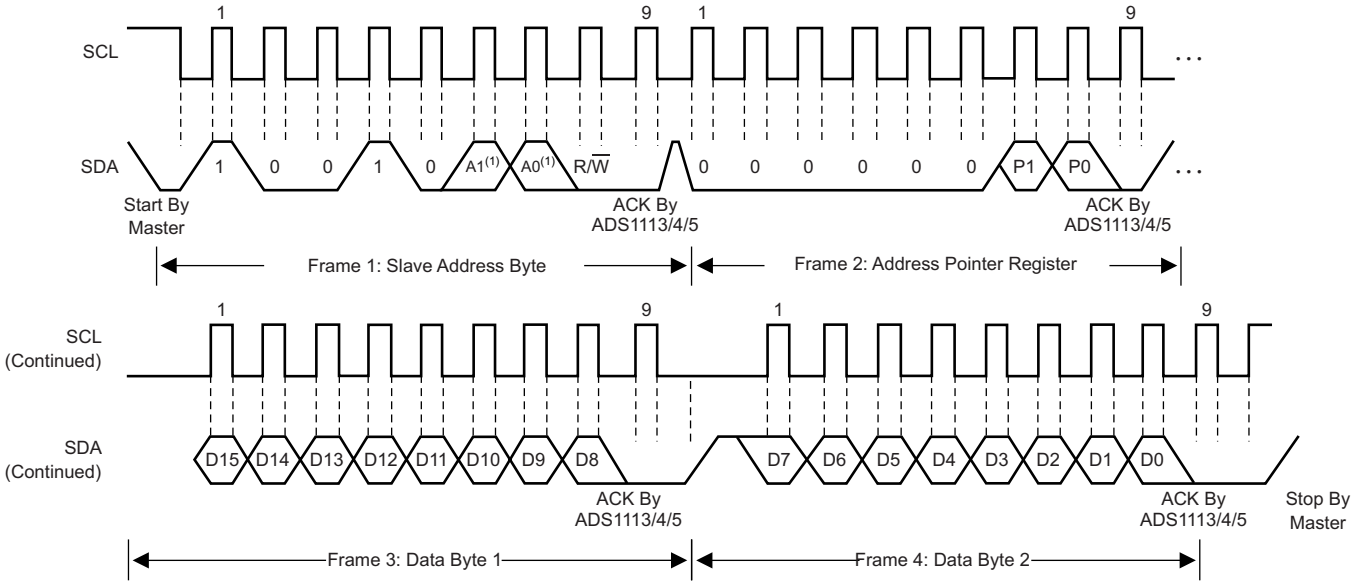 1 9 1 9
SCL
...
SDA 1 0 0 1 0 A1(1) A0(1) R/W̅ 0 0 0 0 0 0 P1 P0 ...
Start By
Master
ACK By
ADS1113/4/5
ACK By
ADS1113/4/5
Frame 1: Slave Address Byte
Frame 2: Address Pointer Register
1 9 1 9
SCL
(Continued)
SDA
(Continued)
D15 D14 D13 D12 D11 D10 D9 D8 D7 D6 D5 D4 D3 D2 D1 D0
ACK By
ADS1113/4/5
ACK By
ADS1113/4/5
Stop By
Master
Frame 3: Data Byte 1
Frame 4: Data Byte 2